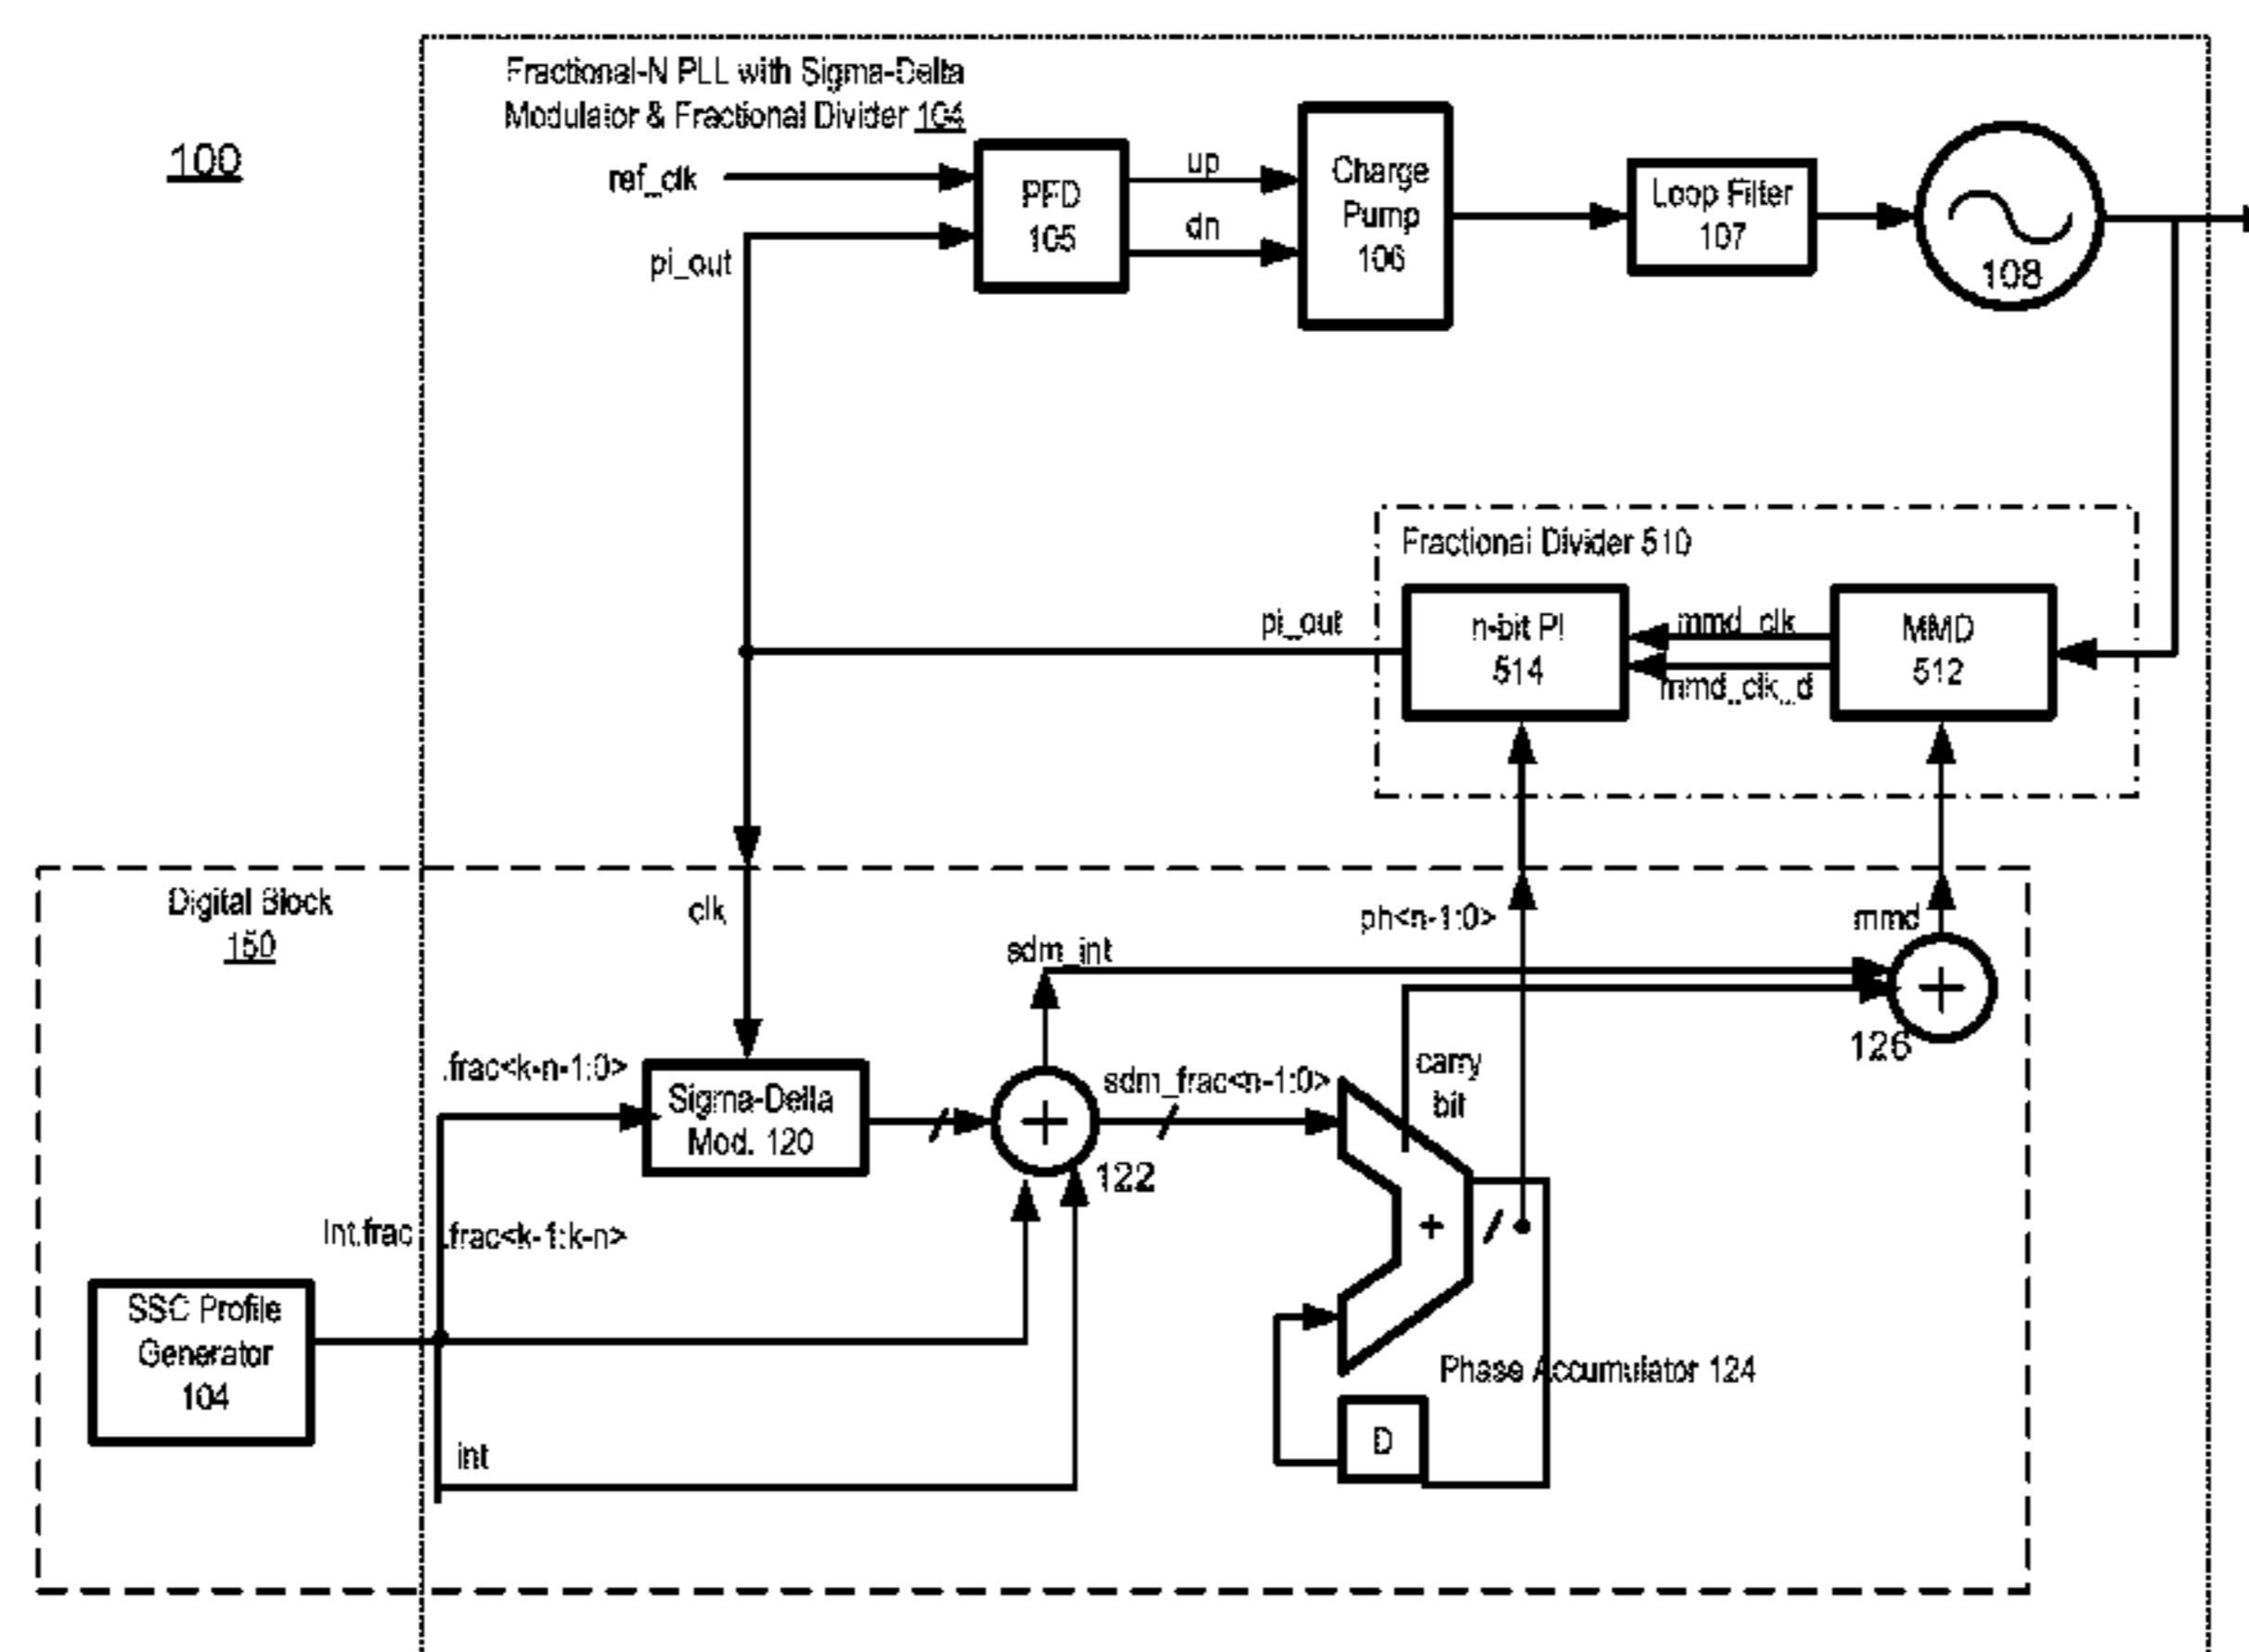 Fractional-N PLL with Sigma-Delta
Modulator & Fractional Divider 104
100
ref_clk
pi_out
PFD
105
up
dn
Charge
Pump
106
Loop Filter
107
108
Fractional Divider 510
pi_out
n-bit PI
514
mmd_clk
mmd_clk_d
MMD
512
Digital Block
150
clk
sdm_int
ph<n-1:0>
mmd
+
126
.frac<k-n-1:0>
Sigma-Delta
Mod. 120
+
122
sdm_frac<n-1:0>
carry
bit
Int.frac
.frac<k-1:k-n>
+
SSC Profile
Generator
104
Phase Accumulator 124
D
int